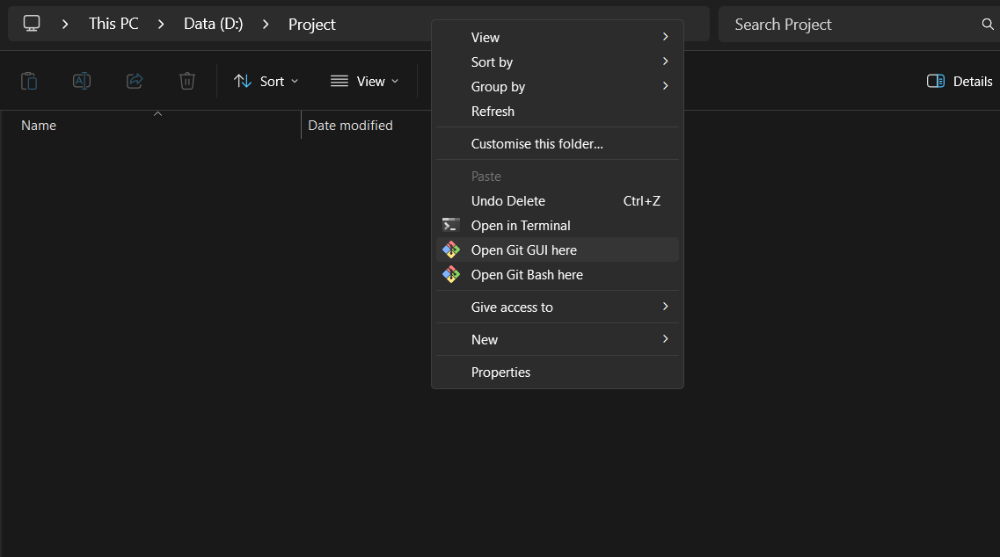 This PC > Data (D:) > Project
Search Project
Sort
View
Details
Name
Date modified
View
Sort by
Group by
Refresh
Customise this folder...
Paste
Undo Delete Ctrl+Z
Open in Terminal
Open Git GUI here
Open Git Bash here
Give access to
New
Properties